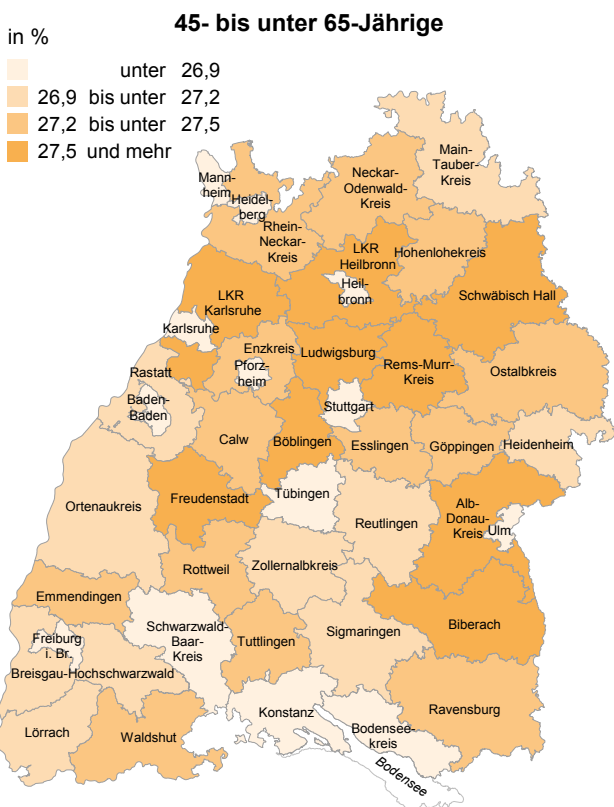 45- bis unter 65-Jährige
in %
unter 26,9
26,9 bis unter 27,2
27,2 bis unter 27,5
27,5 und mehr
Main-
Tauber-
Kreis
Neckar-
Odenwald-
Kreis
Mann-
heim
Heidel-
berg
Rhein-
Neckar-
Kreis
LKR
Heilbronn
Hohenlohekreis
Heil-
bronn
Schwäbisch Hall
LKR
Karlsruhe
Karlsruhe
Enzkreis
Ludwigsburg
Pforz-
heim
Rems-Murr-
Kreis
Ostalbkreis
Rastatt
Baden-
Baden
Stuttgart
Calw
Böblingen
Esslingen
Göppingen
Heidenheim
Ortenaukreis
Freudenstadt
Tübingen
Reutlingen
Alb-
Donau-
Kreis
Ulm
Rottweil
Zollernalbkreis
Emmendingen
Schwarzwald-
Baar-
Kreis
Tuttlingen
Sigmaringen
Biberach
Freiburg
i. Br.
Breisgau-Hochschwarzwald
Lörrach
Waldshut
Konstanz
Bodensee-
kreis
Ravensburg
Bodensee